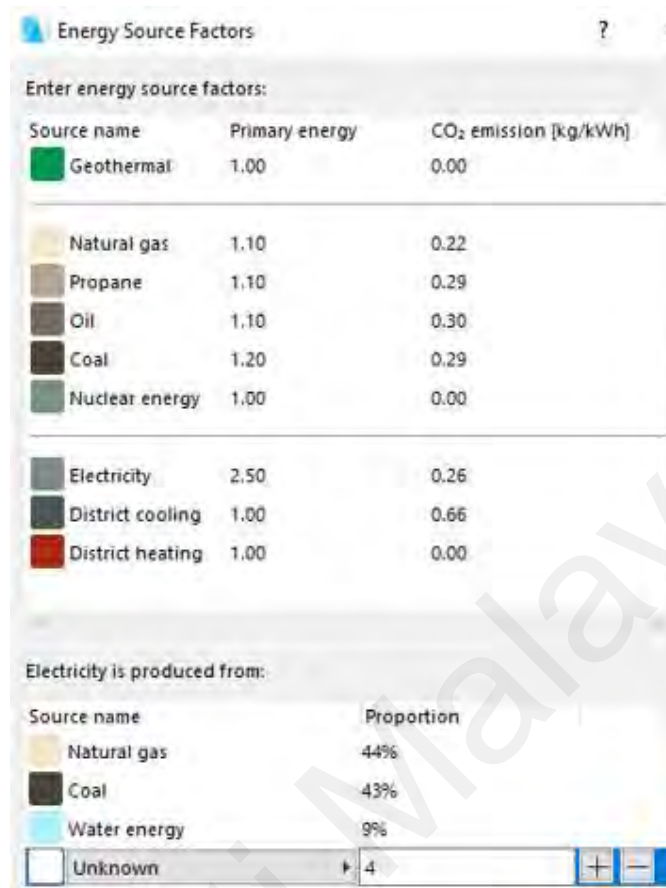 Energy Source Factors ?
Enter energy source factors:
Source name Primary energy CO₂ emission [kg/kWh]
Geothermal 1.00 0.00
Natural gas 1.10 0.22
Propane 1.10 0.29
Oil 1.10 0.30
Coal 1.20 0.29
Nuclear energy 1.00 0.00
Electricity 2.50 0.26
District cooling 1.00 0.66
District heating 1.00 0.00
Electricity is produced from:
Source name Proportion
Natural gas 44%
Coal 43%
Water energy 9%
Unknown 4 + −
Malay